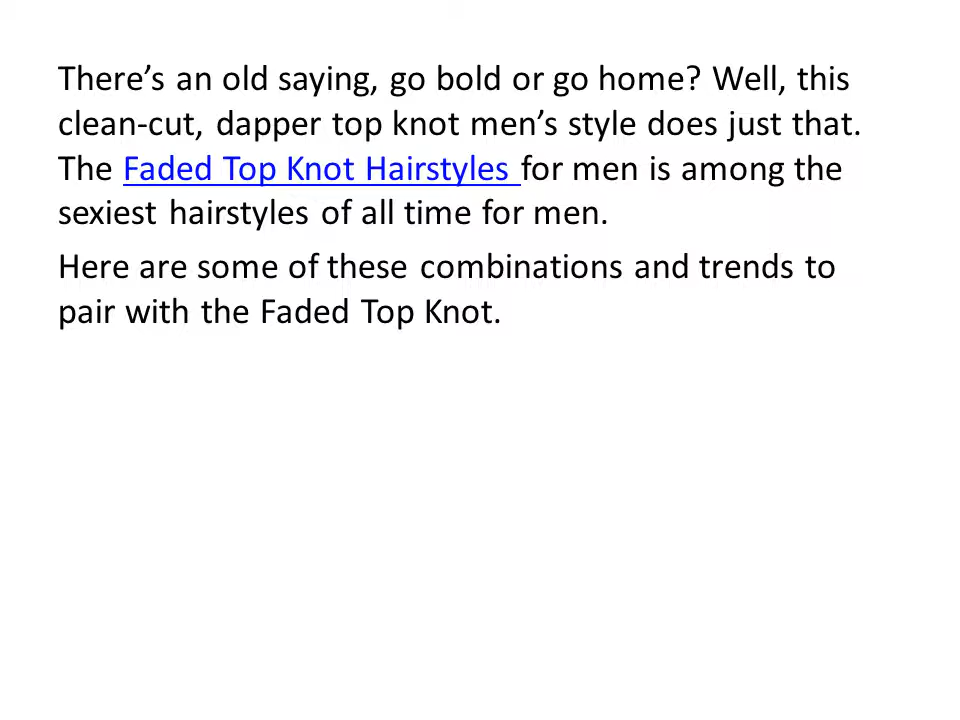 There’s an old saying, go bold or go home? Well, this
clean-cut, dapper top knot men’s style does just that.
The Faded Top Knot Hairstyles for men is among the
sexiest hairstyles of all time for men.
Here are some of these combinations and trends to
pair with the Faded Top Knot.